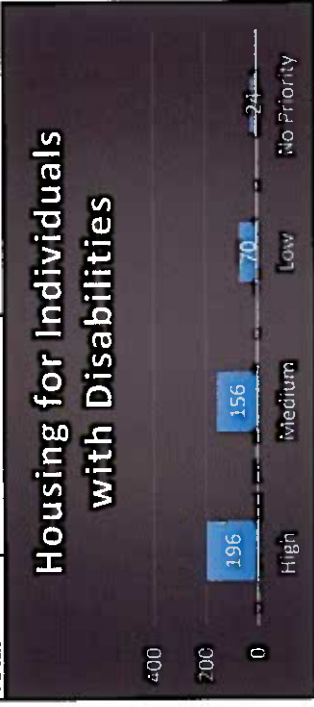 Housing for Individuals
with Disabilities
400
200
0
196
156
70
24
High
Medium
Low
No Priority